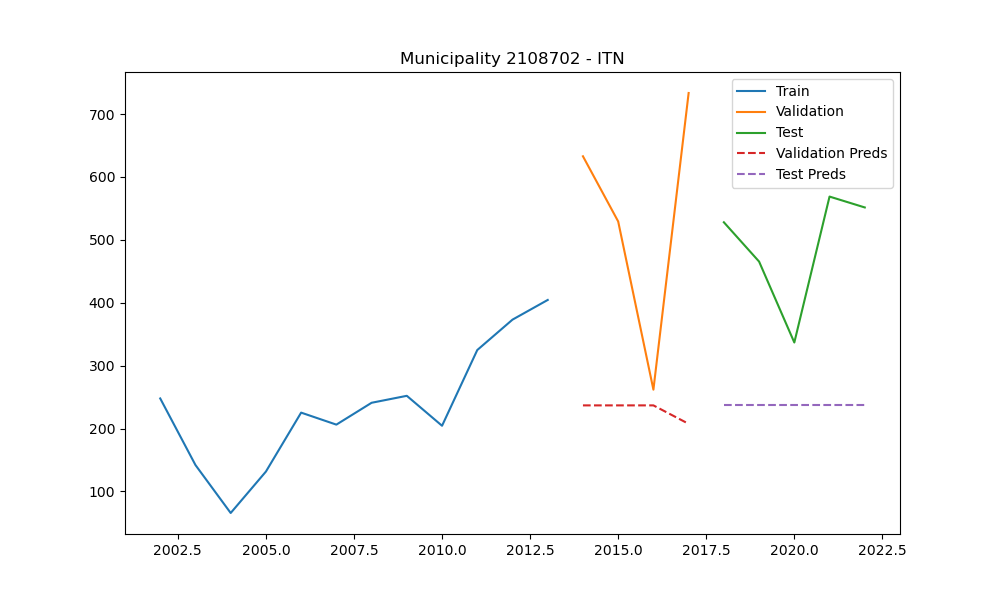 Municipality 2108702 - ITN
Train
Validation
Test
Validation Preds
Test Preds
700
600
500
400
300
200
100
2002.5 2005.0 2007.5 2010.0 2012.5 2015.0 2017.5 2020.0 2022.5